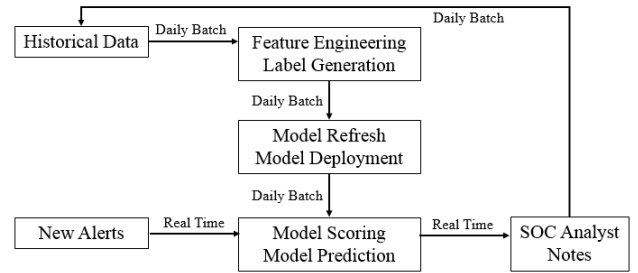 Daily Batch
Historical Data
Daily Batch
Feature Engineering
Label Generation
Daily Batch
Model Refresh
Model Deployment
Daily Batch
New Alerts
Real Time
Model Scoring
Model Prediction
Real Time
SOC Analyst
Notes